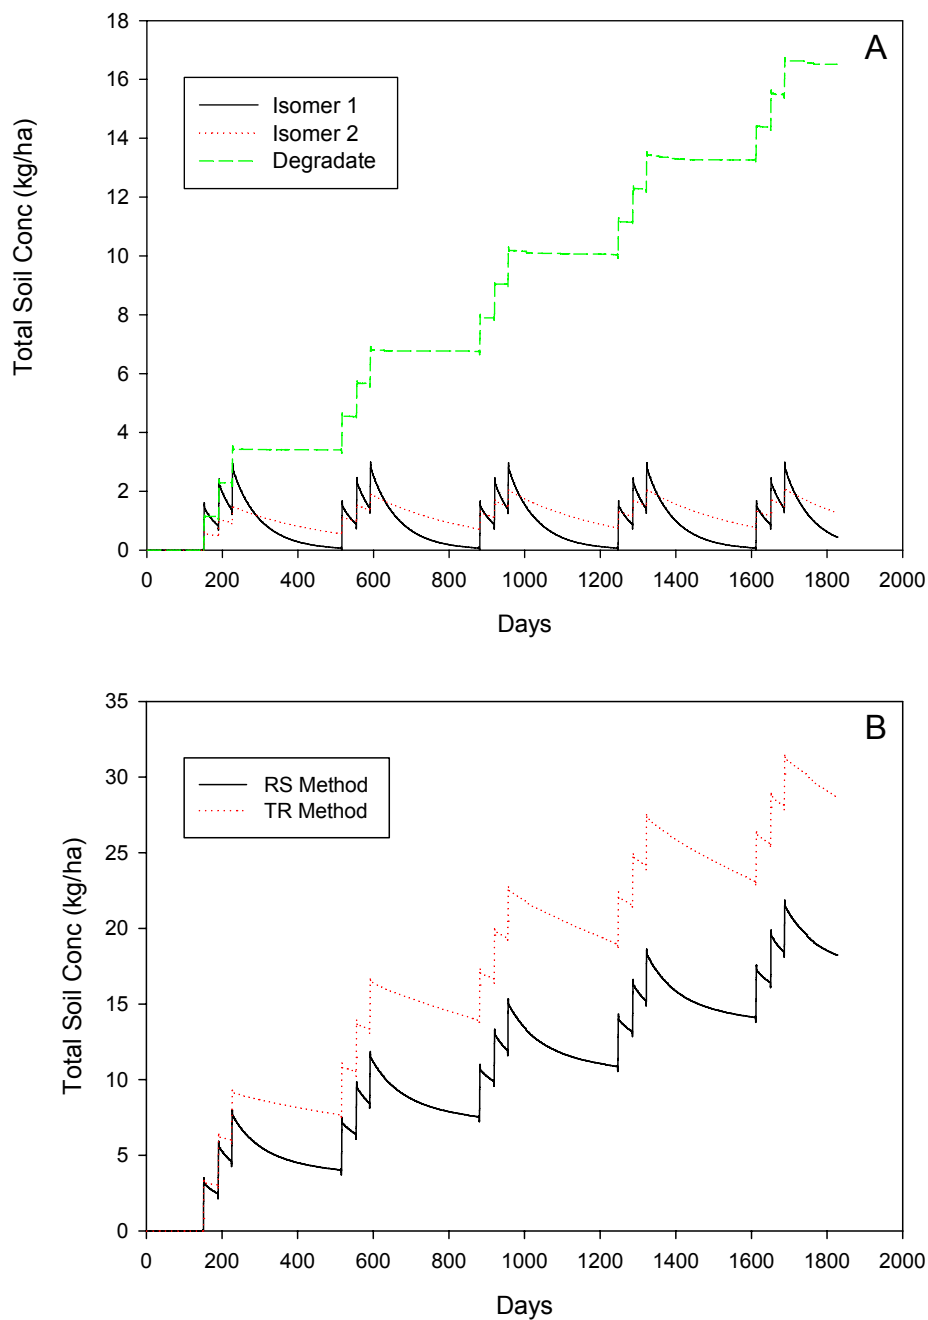 A
Isomer 1
Isomer 2
Degradate
Total Soil Conc (kg/ha)
18
16
14
12
10
8
6
4
2
0
0 200 400 600 800 1000 1200 1400 1600 1800 2000
Days
B
RS Method
TR Method
Total Soil Conc (kg/ha)
35
30
25
20
15
10
5
0
0 200 400 600 800 1000 1200 1400 1600 1800 2000
Days